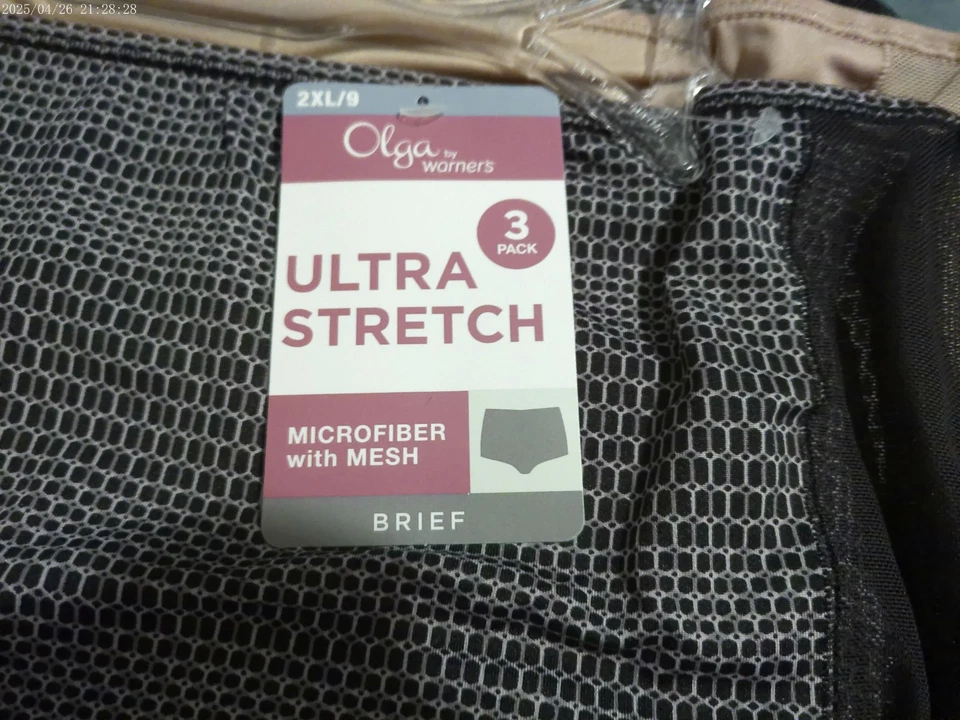 2025/04/26 21:28:28
2XL/9
Olga by
warner's
3
PACK
ULTRA
STRETCH
MICROFIBER
with MESH
BRIEF